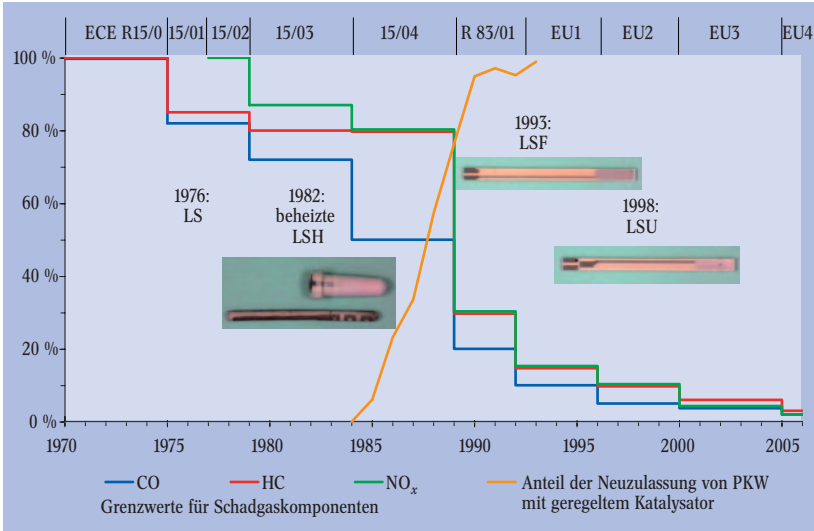 ECE R15/0 15/01 15/02 15/03 15/04 R 83/01 EU1 EU2 EU3 EU4
100 %
80 %
60 %
40 %
20 %
0 %
1976:
LS
1982:
beheizte
LSH
1993:
LSF
1998:
LSU
1970 1975 1980 1985 1990 1995 2000 2005
CO HC NOx Anteil der Neuzulassung von PKW
Grenzwerte für Schadgaskomponenten mit geregeltem Katalysator